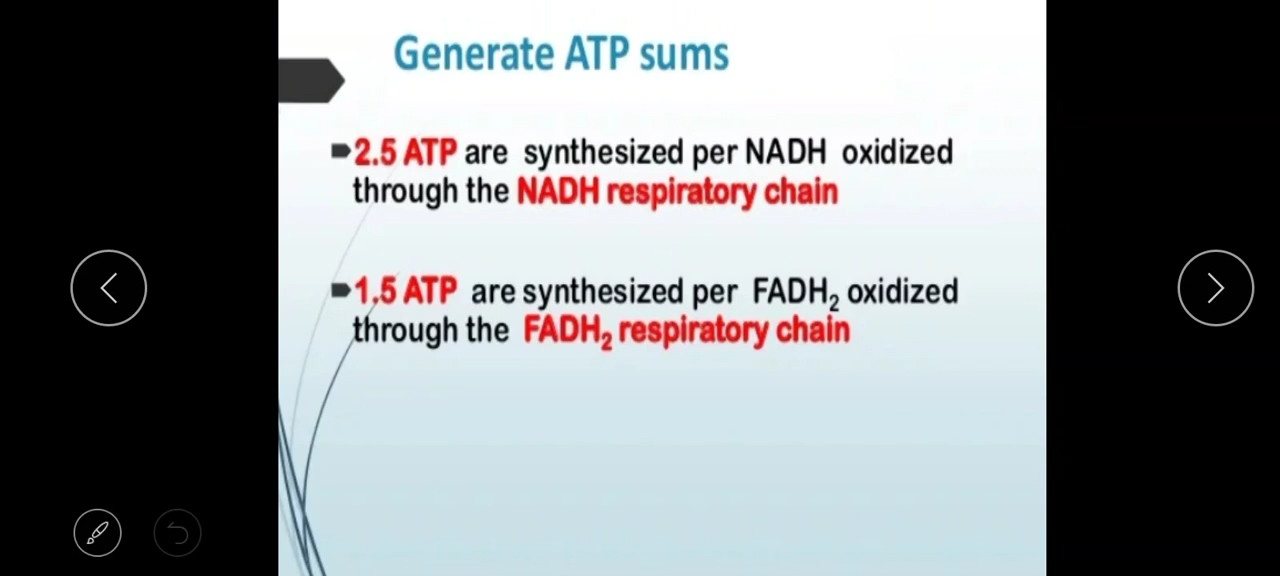 Generate ATP sums
2.5 ATP are synthesized per NADH oxidized
through the NADH respiratory chain
1.5 ATP are synthesized per FADH₂ oxidized
through the FADH₂ respiratory chain